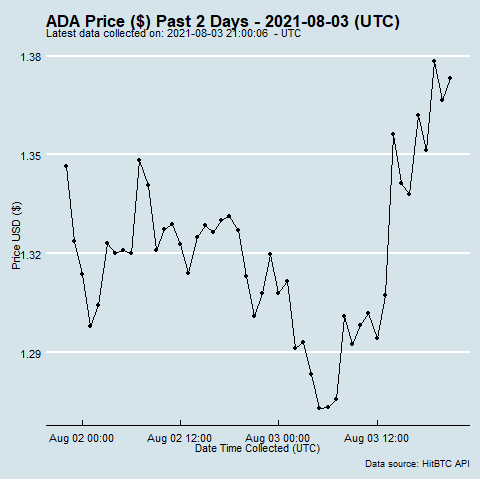 ADA Price ($) Past 2 Days - 2021-08-03 (UTC)
Latest data collected on: 2021-08-03 21:00:06 - UTC
1.38
1.35
1.32
1.29
Price USD ($)
Aug 02 00:00 Aug 02 12:00 Aug 03 00:00 Aug 03 12:00
Date Time Collected (UTC)
Data source: HitBTC API